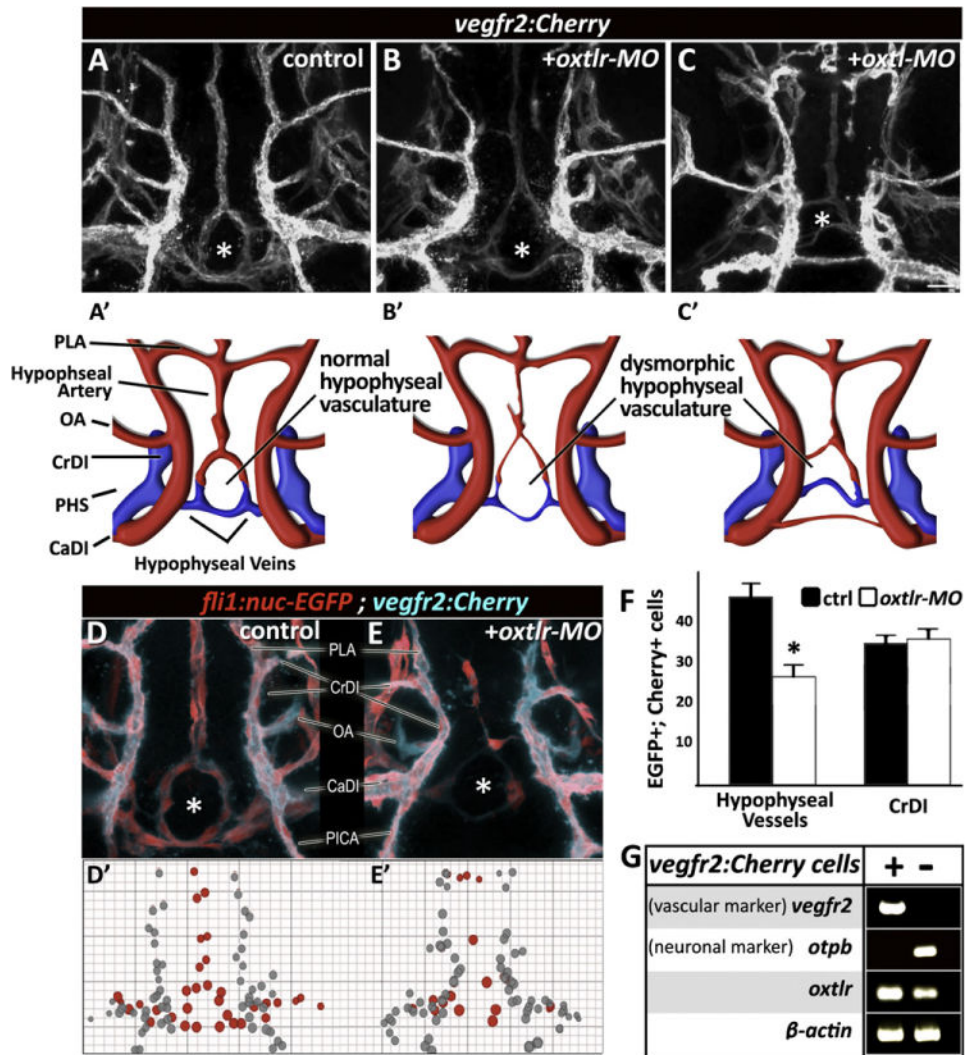 vegfr2:Cherry
A control
B +oxtlr-MO
C +oxtl-MO
*
*
*
A'
B'
C'
PLA
Hypophseal
Artery
OA
CrDI
PHS
CaDI
normal
hypophyseal
vasculature
dysmorphic
hypophyseal
vasculature
Hypophyseal Veins
fli1:nuc-EGFP ; vegfr2:Cherry
D control
E +oxtlr-MO
PLA
CrDI
OA
CaDI
PICA
*
*
D'
E'
F
ctrl oxtlr-MO
EGFP+; Cherry+ cells
40
30
20
10
*
Hypophyseal
Vessels
CrDI
G
vegfr2:Cherry cells + -
(vascular marker) vegfr2
(neuronal marker) otpb
oxtlr
β-actin